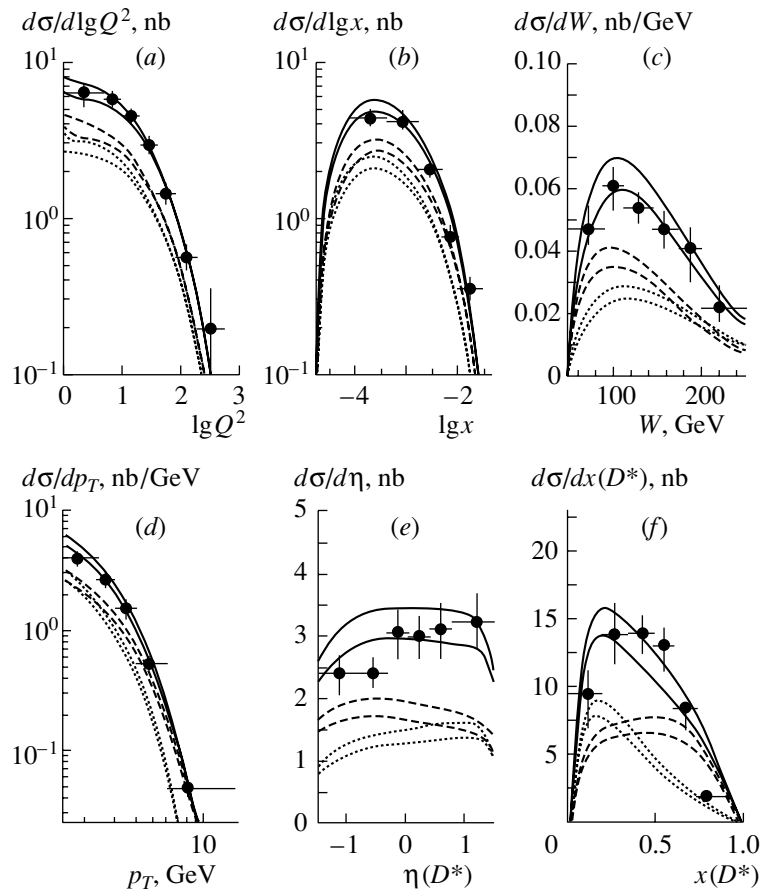 dσ/dlgQ², nb
(a)
10¹
10⁰
10⁻¹
0 1 2 3
lgQ²
dσ/dlgx, nb
(b)
10¹
10⁰
10⁻¹
−4 −2
lgx
dσ/dW, nb/GeV
(c)
0.10
0.08
0.06
0.04
0.02
0
100 200
W, GeV
dσ/dp_T, nb/GeV
(d)
10¹
10⁰
10⁻¹
10
p_T, GeV
dσ/dη, nb
(e)
5
4
3
2
1
0
−1 0 1
η(D*)
dσ/dx(D*), nb
(f)
20
15
10
5
0 0.5 1.0
x(D*)